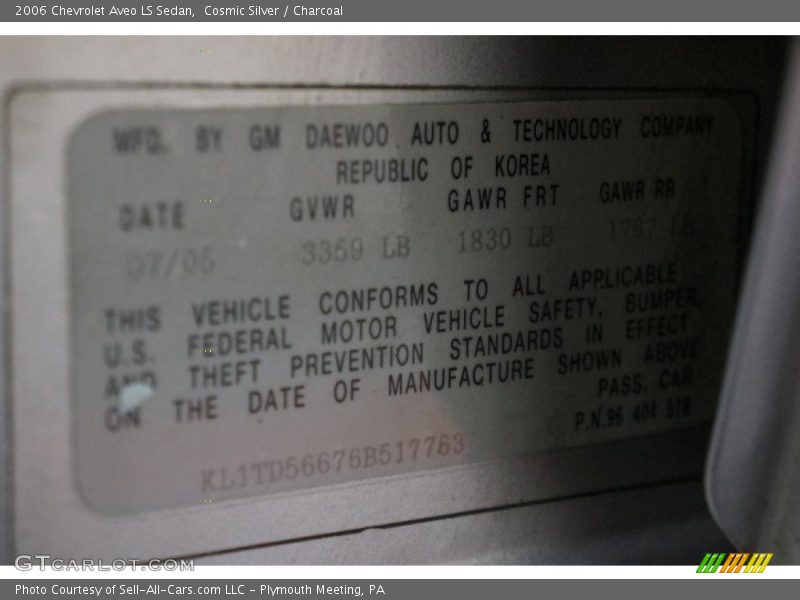 2006 Chevrolet Aveo LS Sedan,  Cosmic Silver / Charcoal
MFD. BY GM DAEWOO AUTO & TECHNOLOGY COMPANY
REPUBLIC OF KOREA
DATE GVWR GAWR FRT GAWR RR
07/05 3359 LB 1830 LB 1767 LB
THIS VEHICLE CONFORMS TO ALL APPLICABLE
U.S. FEDERAL MOTOR VEHICLE SAFETY, BUMPER
AND THEFT PREVENTION STANDARDS IN EFFECT
ON THE DATE OF MANUFACTURE SHOWN ABOVE
PASS. CAR
P.N.96 404 578
KL1TD56676B517763
GTCARLOT.COM
Photo Courtesy of Sell-All-Cars.com LLC - Plymouth Meeting, PA